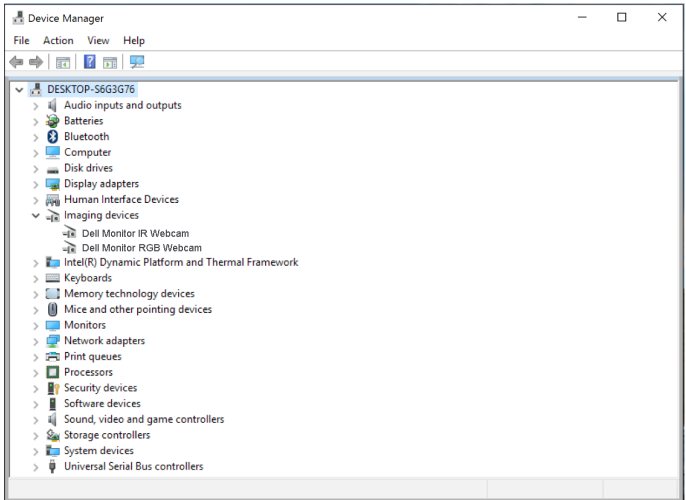 Device Manager
File Action View Help
DESKTOP-S6G3G76
Audio inputs and outputs
Batteries
Bluetooth
Computer
Disk drives
Display adapters
Human Interface Devices
Imaging devices
Dell Monitor IR Webcam
Dell Monitor RGB Webcam
Intel(R) Dynamic Platform and Thermal Framework
Keyboards
Memory technology devices
Mice and other pointing devices
Monitors
Network adapters
Print queues
Processors
Security devices
Software devices
Sound, video and game controllers
Storage controllers
System devices
Universal Serial Bus controllers